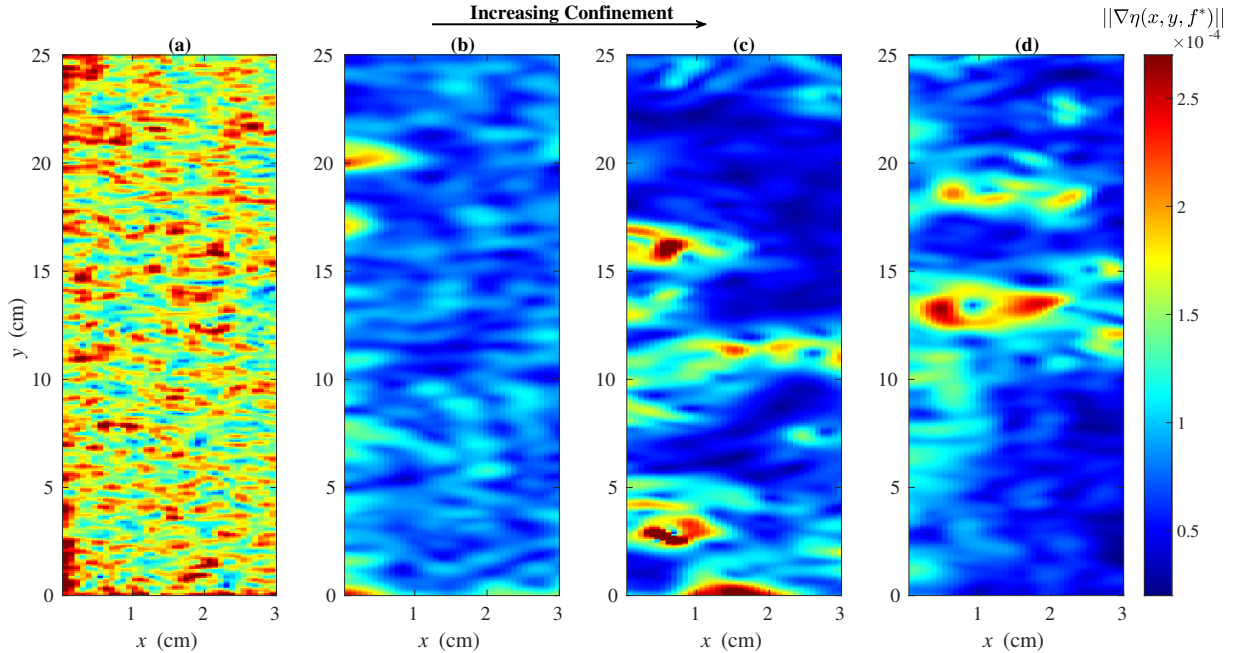 Increasing Confinement
||∇η(x, y, f*)||
×10⁻⁴
(a) (b) (c) (d)
25 25 25 25 2.5
20 20 20 20 2
15 15 15 15 1.5
y (cm)
10 10 10 10 1
5 5 5 5 0.5
0 0 0 0
1 2 3 1 2 3 1 2 3 1 2 3
x (cm) x (cm) x (cm) x (cm)